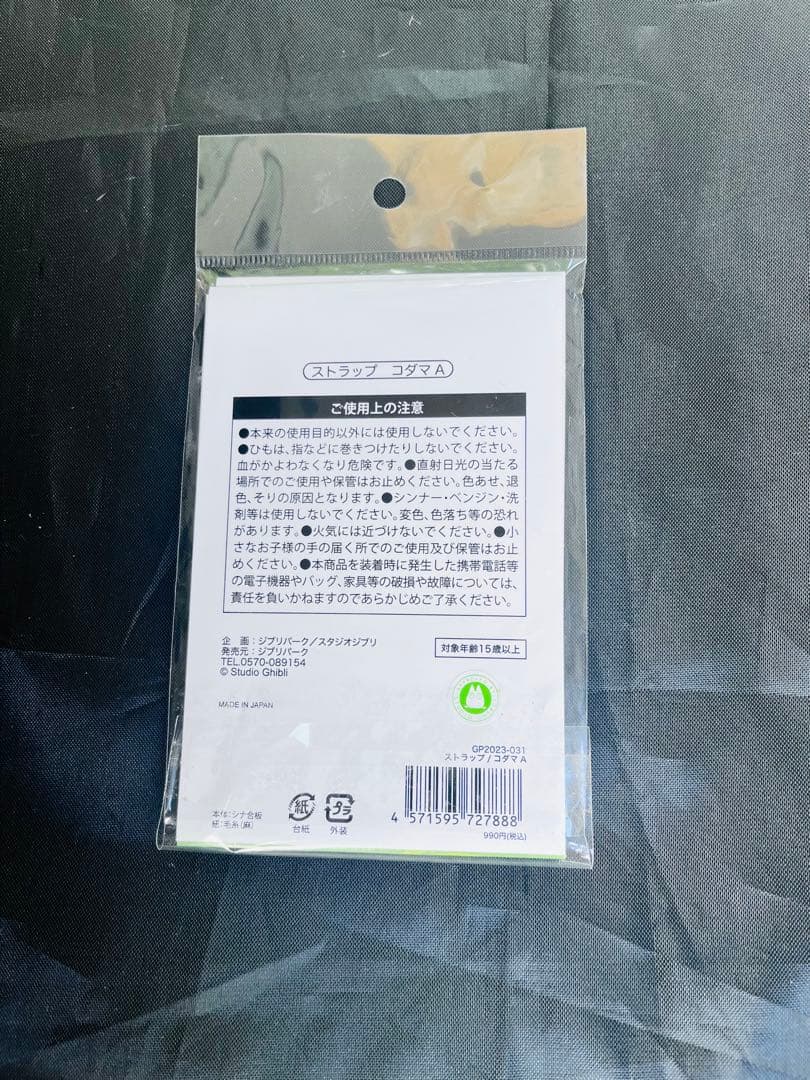 ストラップ コダマ A
ご使用上の注意
●本来の使用目的以外には使用しないでください。
●ひもは、指などに巻きつけたりしないでください。
血がかよわなくなり危険です。●直射日光の当たる
場所でのご使用や保管はお止めください。色あせ、退
色、そりの原因となります。●シンナー・ベンジン・洗
剤等は使用しないでください。変色、色落ち等の恐れ
があります。●火気には近づけないでください。●小
さなお子様の手の届く所でのご使用及び保管はお止
めください。●本商品を装着時に発生した携帯電話等
の電子機器やバッグ、家具等の破損や故障については、
責任を負いかねますのであらかじめご了承ください。
企 画：ジブリパーク／スタジオジブリ
発売元：ジブリパーク
TEL.0570-089154
© Studio Ghibli
対象年齢15歳以上
MADE IN JAPAN
GP2023-031
ストラップ / コダマ A
本体：シナ合板
紐：毛糸（麻）
紙
台紙
プラ
外装
4 571595 727888
990円(税込)